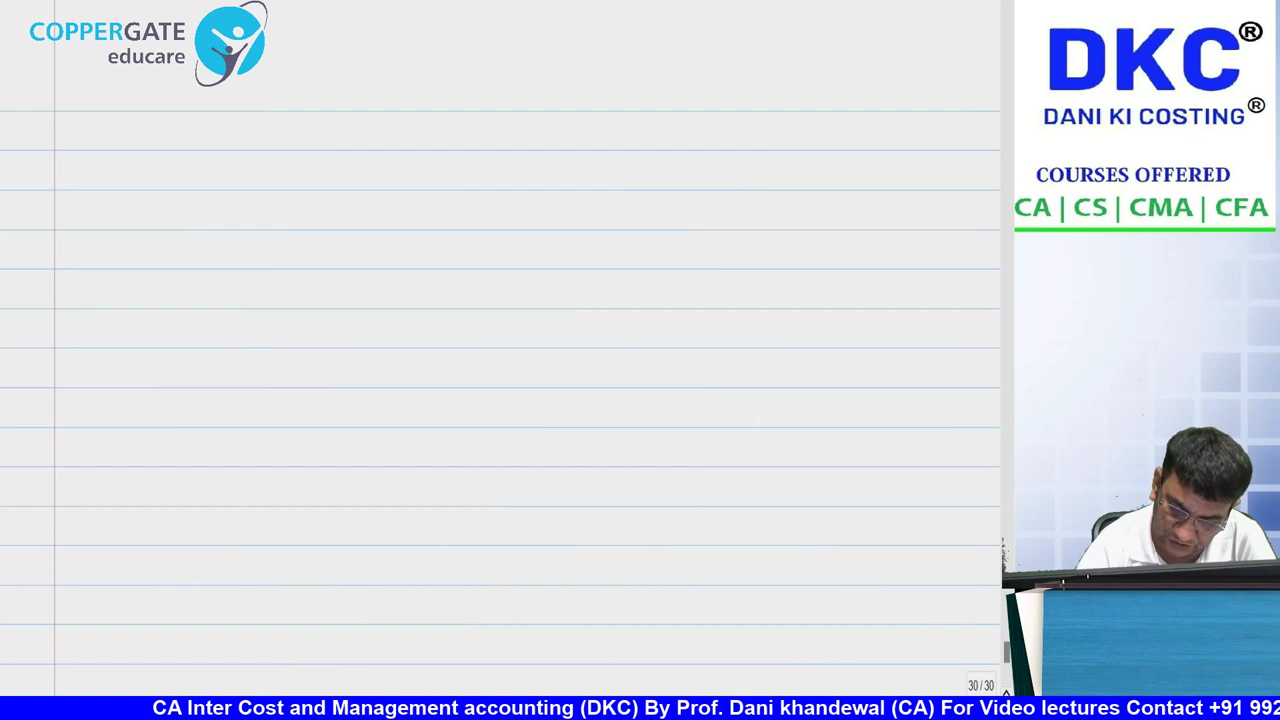 COPPERGATE
educare
DKC®
DANI KI COSTING®
COURSES OFFERED
CA | CS | CMA | CFA
30 / 30
CA Inter Cost and Management accounting (DKC) By Prof. Dani khandewal (CA) For Video lectures Contact +91 992